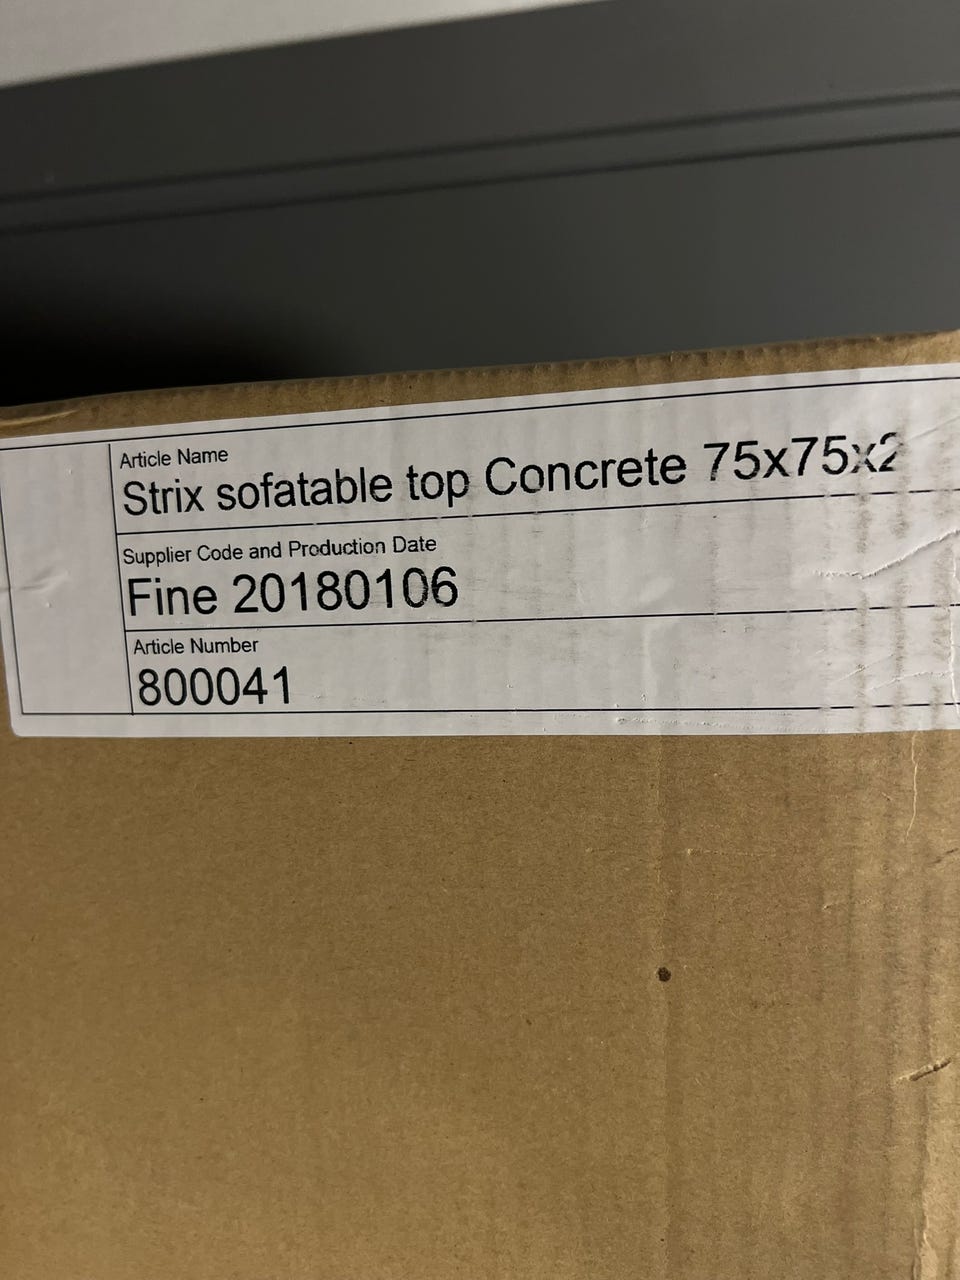 Article Name
Strix sofatable top Concrete 75x75x2
Supplier Code and Production Date
Fine 20180106
Article Number
800041